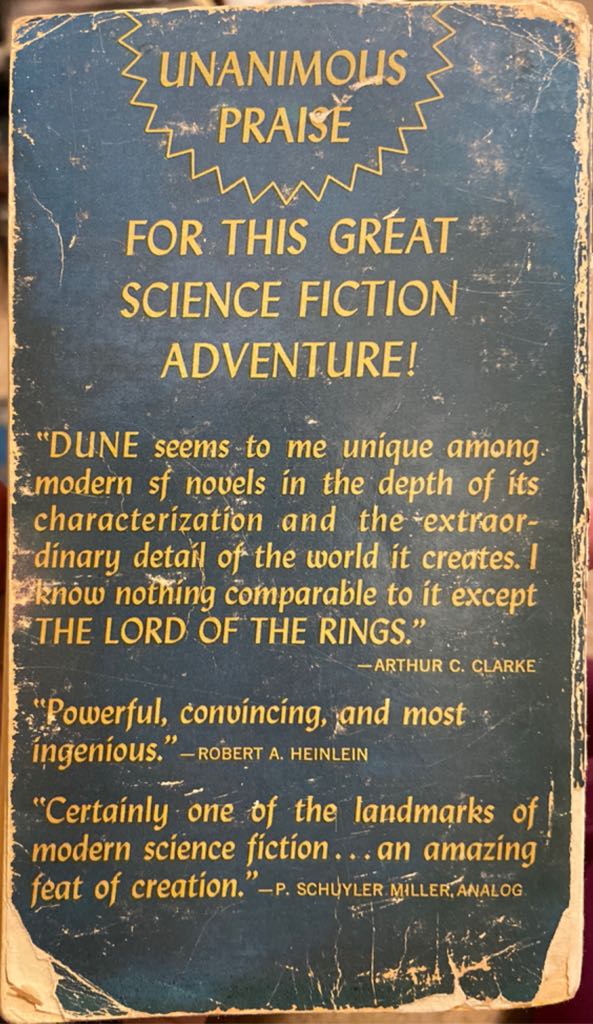 UNANIMOUS
PRAISE
FOR THIS GREAT
SCIENCE FICTION
ADVENTURE!
"DUNE seems to me unique among
modern sf novels in the depth of its
characterization and the extraor-
dinary detail of the world it creates. I
know nothing comparable to it except
THE LORD OF THE RINGS."
—ARTHUR C. CLARKE
"Powerful, convincing, and most
ingenious."—ROBERT A. HEINLEIN
"Certainly one of the landmarks of
modern science fiction...an amazing
feat of creation."—P. SCHUYLER MILLER, ANALOG